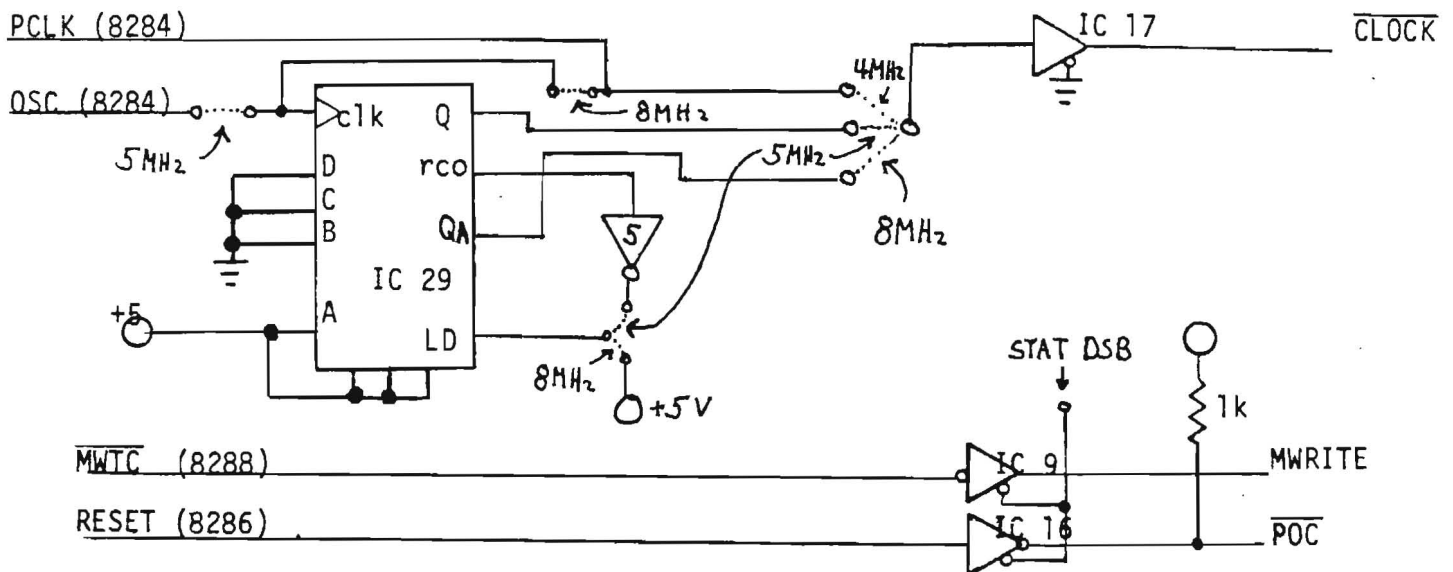 PCLK (8284)
IC 17
CLOCK
OSC (8284)
4MHz
clk
Q
8MHz
5MHz
5MHz
D
rco
C
B
QA
8MHz
5
IC 29
+5
A
LD
STAT DSB
8MHz
+5V
1k
MWTC (8288)
IC 9
MWRITE
RESET (8286)
IC 16
POC